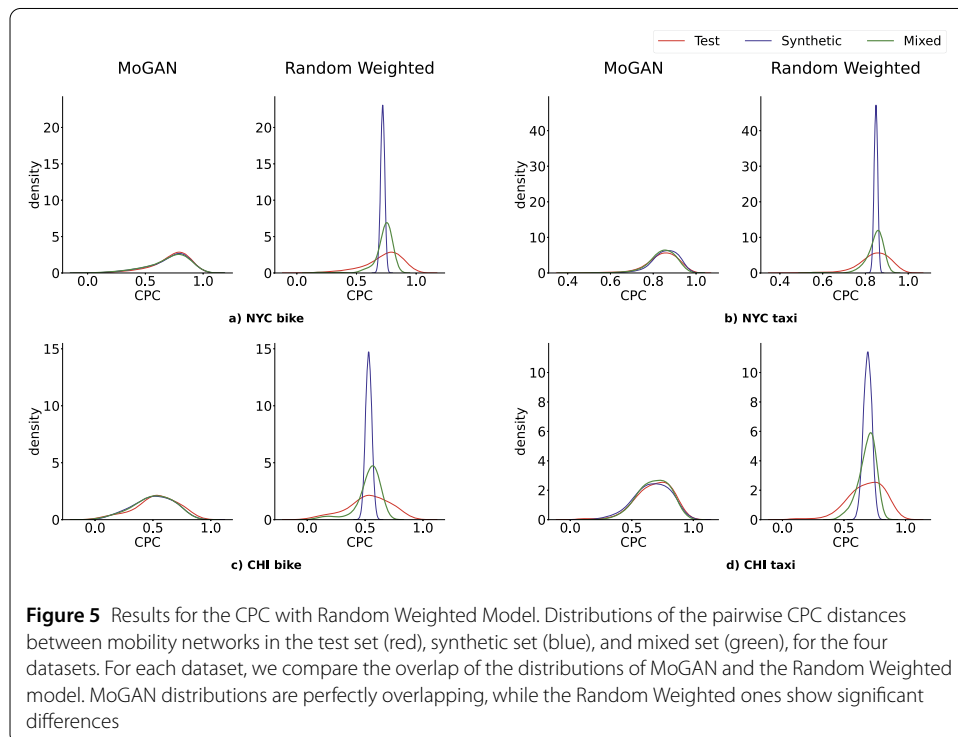 Test Synthetic Mixed
MoGAN Random Weighted MoGAN Random Weighted
density
20
15
10
5
0
0.0 0.5 1.0
CPC
20
15
10
5
0
0.0 0.5 1.0
CPC
a) NYC bike
density
40
30
20
10
0
0.4 0.6 0.8 1.0
CPC
40
30
20
10
0
0.4 0.6 0.8 1.0
CPC
b) NYC taxi
density
15
10
5
0
0.0 0.5 1.0
CPC
15
10
5
0
0.0 0.5 1.0
CPC
c) CHI bike
density
10
8
6
4
2
0
0.0 0.5 1.0
CPC
10
8
6
4
2
0
0.0 0.5 1.0
CPC
d) CHI taxi
Figure 5 Results for the CPC with Random Weighted Model. Distributions of the pairwise CPC distances
between mobility networks in the test set (red), synthetic set (blue), and mixed set (green), for the four
datasets. For each dataset, we compare the overlap of the distributions of MoGAN and the Random Weighted
model. MoGAN distributions are perfectly overlapping, while the Random Weighted ones show significant
differences